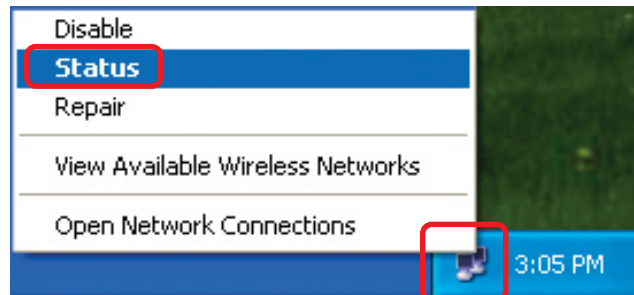 Disable
Status
Repair
View Available Wireless Networks
Open Network Connections
3:05 PM